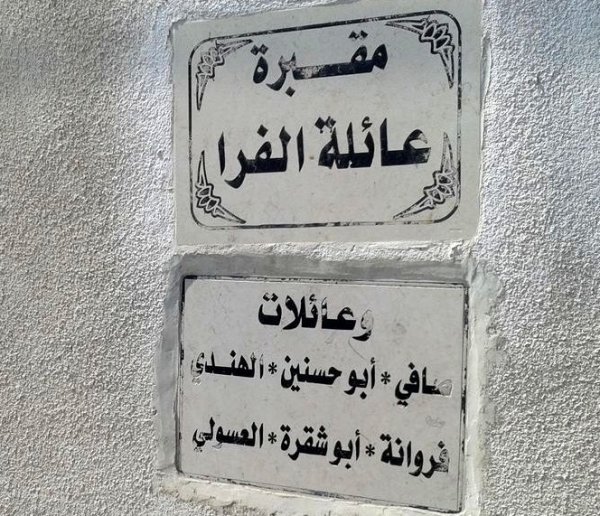 مقبرة
عائلة الفرا
وعائلات
صافي * أبو حسنين * الهندي
فروانة * أبو شقرة * العسولي